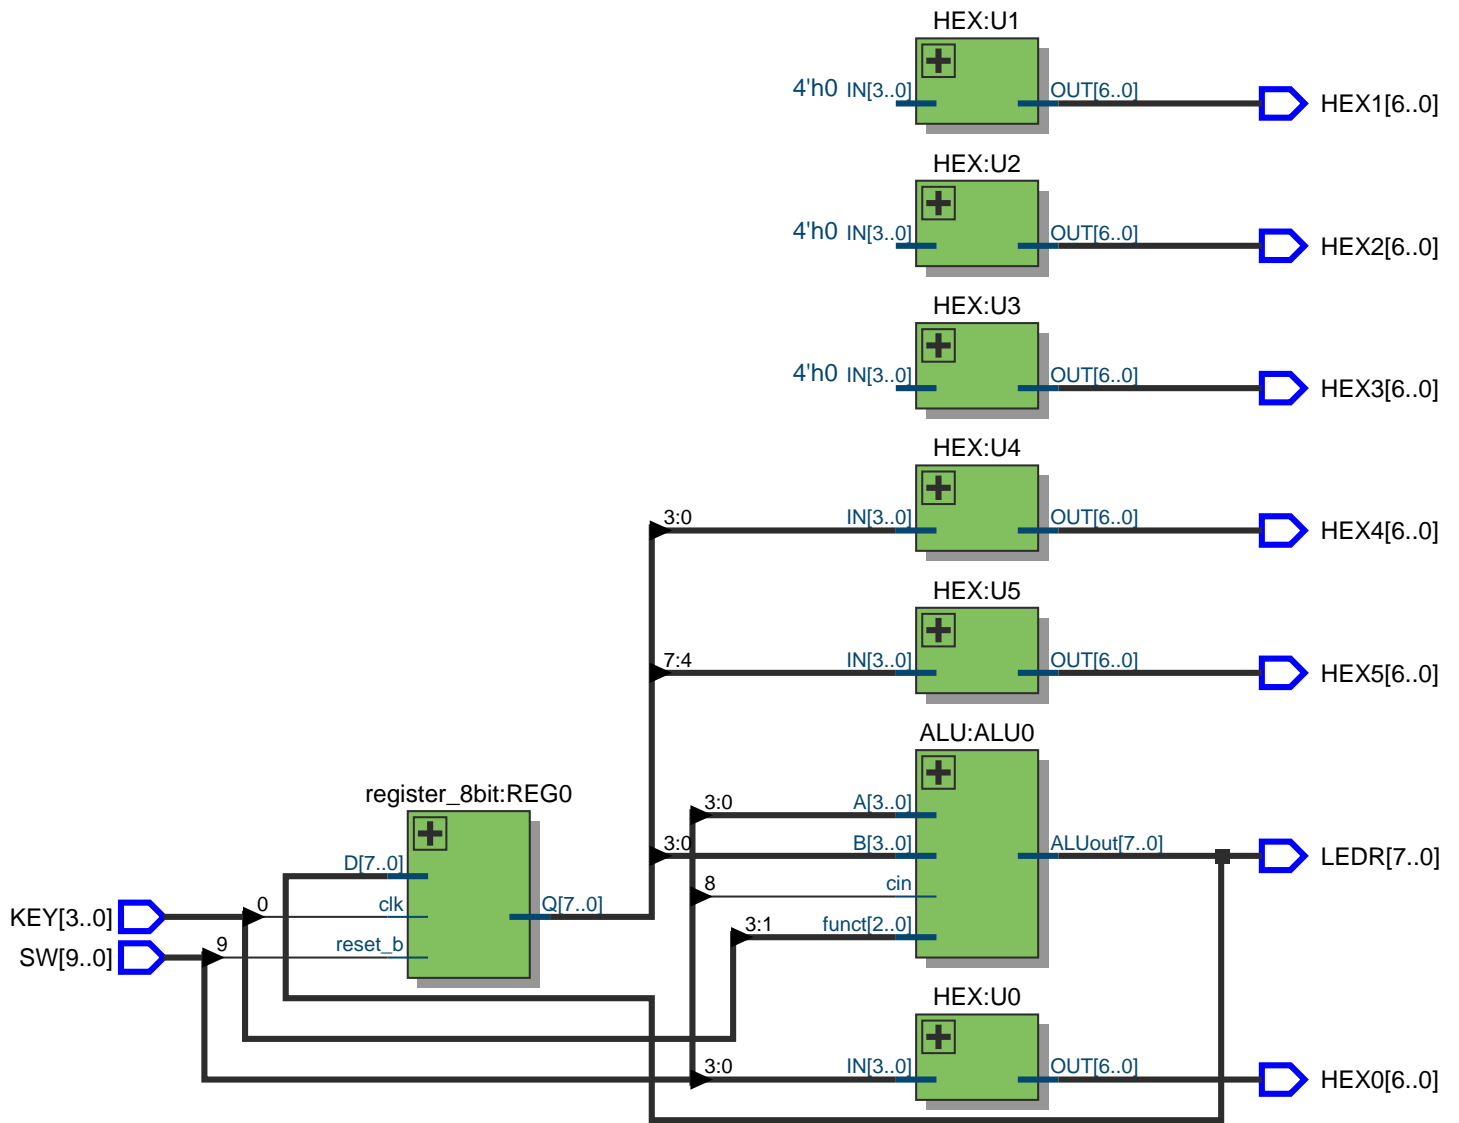 HEX:U1
4'h0 IN[3..0] OUT[6..0] HEX1[6..0]
HEX:U2
4'h0 IN[3..0] OUT[6..0] HEX2[6..0]
HEX:U3
4'h0 IN[3..0] OUT[6..0] HEX3[6..0]
HEX:U4
3:0 IN[3..0] OUT[6..0] HEX4[6..0]
HEX:U5
7:4 IN[3..0] OUT[6..0] HEX5[6..0]
ALU:ALU0
register_8bit:REG0
3:0 A[3..0]
3:0 B[3..0] ALUout[7..0] LEDR[7..0]
D[7..0]
8 cin
KEY[3..0] 0 clk Q[7..0]
3:1 funct[2..0]
SW[9..0] 9 reset_b
HEX:U0
3:0 IN[3..0] OUT[6..0] HEX0[6..0]